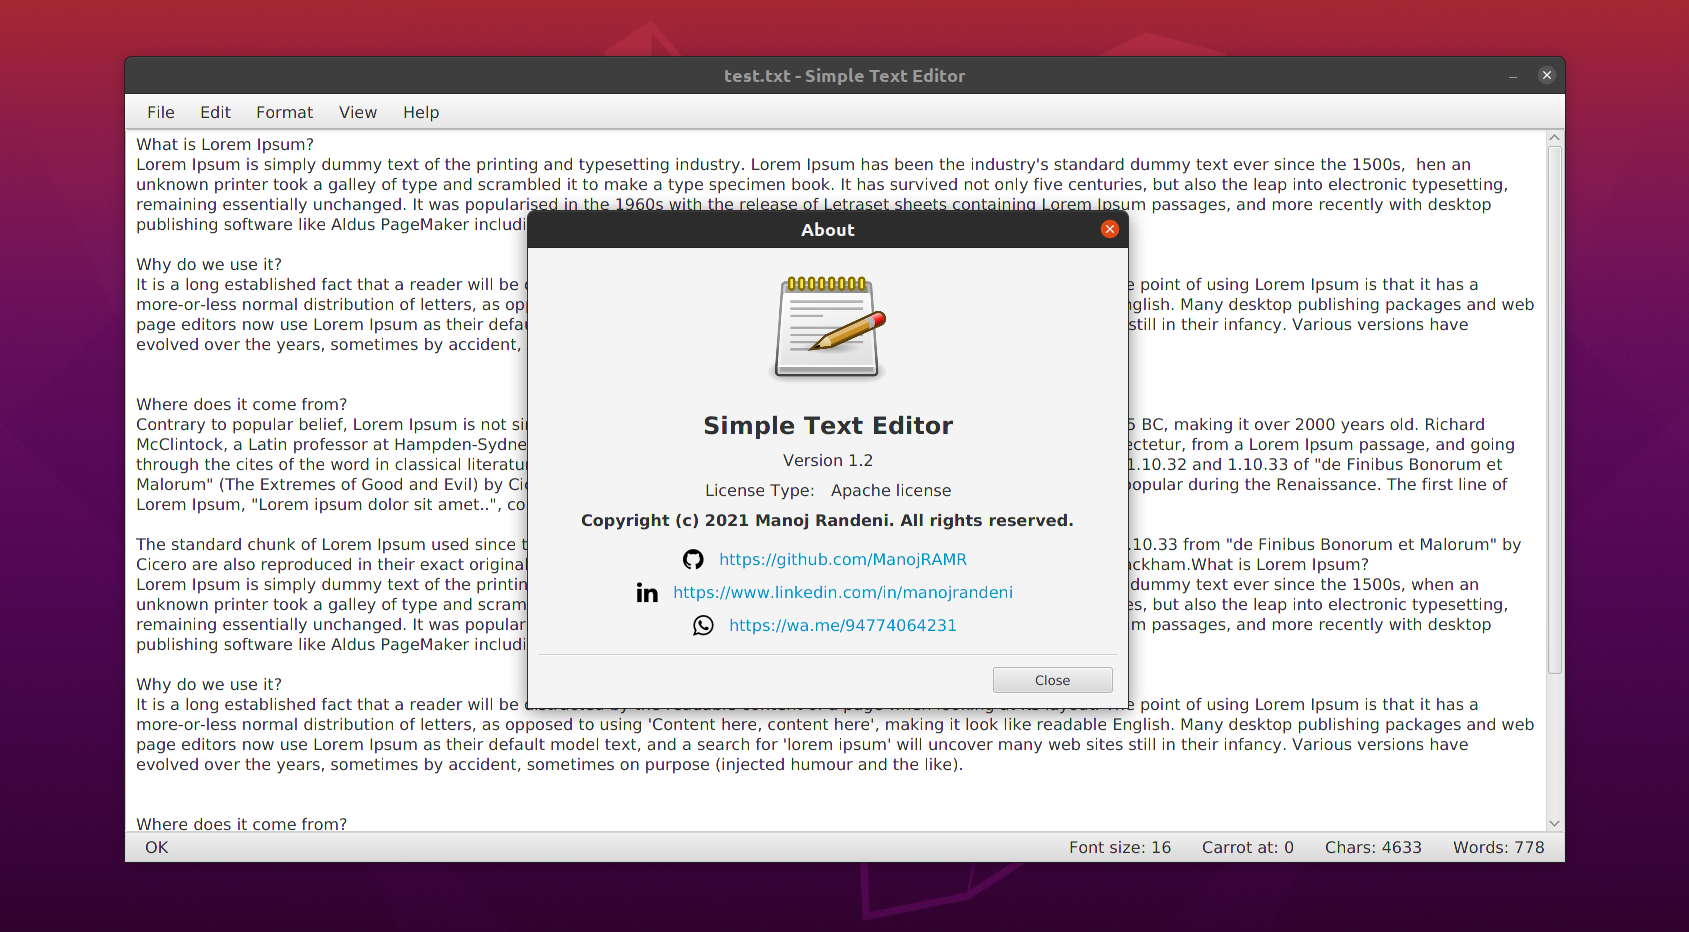 test.txt - Simple Text Editor
File Edit Format View Help
What is Lorem Ipsum?
Lorem Ipsum is simply dummy text of the printing and typesetting industry. Lorem Ipsum has been the industry's standard dummy text ever since the 1500s,  hen an
unknown printer took a galley of type and scrambled it to make a type specimen book. It has survived not only five centuries, but also the leap into electronic typesetting,
remaining essentially unchanged. It was popularised in the 1960s with the release of Letraset sheets containing Lorem Ipsum passages, and more recently with desktop
publishing software like Aldus PageMaker includi
Why do we use it?
It is a long established fact that a reader will be point of using Lorem Ipsum is that it has a
more-or-less normal distribution of letters, as opp nglish. Many desktop publishing packages and web
page editors now use Lorem Ipsum as their defau still in their infancy. Various versions have
evolved over the years, sometimes by accident,
Where does it come from?
Contrary to popular belief, Lorem Ipsum is not si BC, making it over 2000 years old. Richard
McClintock, a Latin professor at Hampden-Sydne ectetur, from a Lorem Ipsum passage, and going
through the cites of the word in classical literatu 1.10.32 and 1.10.33 of "de Finibus Bonorum et
Malorum" (The Extremes of Good and Evil) by Ci popular during the Renaissance. The first line of
Lorem Ipsum, "Lorem ipsum dolor sit amet..", co
The standard chunk of Lorem Ipsum used since t .10.33 from "de Finibus Bonorum et Malorum" by
Cicero are also reproduced in their exact original ackham.What is Lorem Ipsum?
Lorem Ipsum is simply dummy text of the printin dummy text ever since the 1500s, when an
unknown printer took a galley of type and scram es, but also the leap into electronic typesetting,
remaining essentially unchanged. It was popular m passages, and more recently with desktop
publishing software like Aldus PageMaker includi
Why do we use it?
It is a long established fact that a reader will be distracted by the readable content of a page when looking at its layout. The point of using Lorem Ipsum is that it has a
more-or-less normal distribution of letters, as opposed to using 'Content here, content here', making it look like readable English. Many desktop publishing packages and web
page editors now use Lorem Ipsum as their default model text, and a search for 'lorem ipsum' will uncover many web sites still in their infancy. Various versions have
evolved over the years, sometimes by accident, sometimes on purpose (injected humour and the like).
Where does it come from?
About
Simple Text Editor
Version 1.2
License Type: Apache license
Copyright (c) 2021 Manoj Randeni. All rights reserved.
https://github.com/ManojRAMR
in https://www.linkedin.com/in/manojrandeni
https://wa.me/94774064231
Close
OK Font size: 16 Carrot at: 0 Chars: 4633 Words: 778